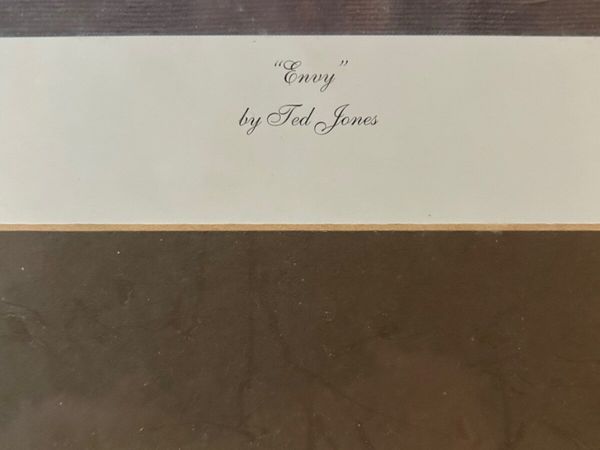 “Envy”
by Ted Jones